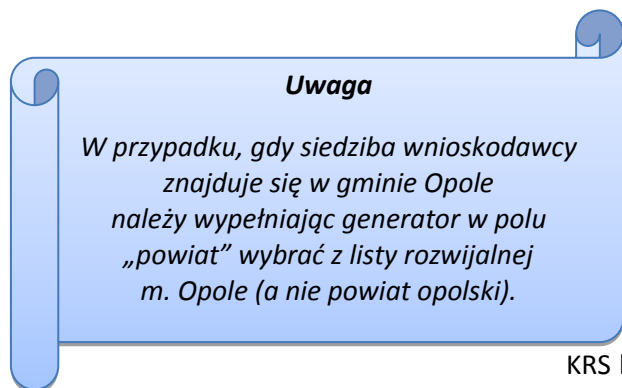 Uwaga
W przypadku, gdy siedziba wnioskodawcy
znajduje się w gminie Opole
należy wypełniając generator w polu
„powiat” wybrać z listy rozwijalnej
m. Opole (a nie powiat opolski).
KRS